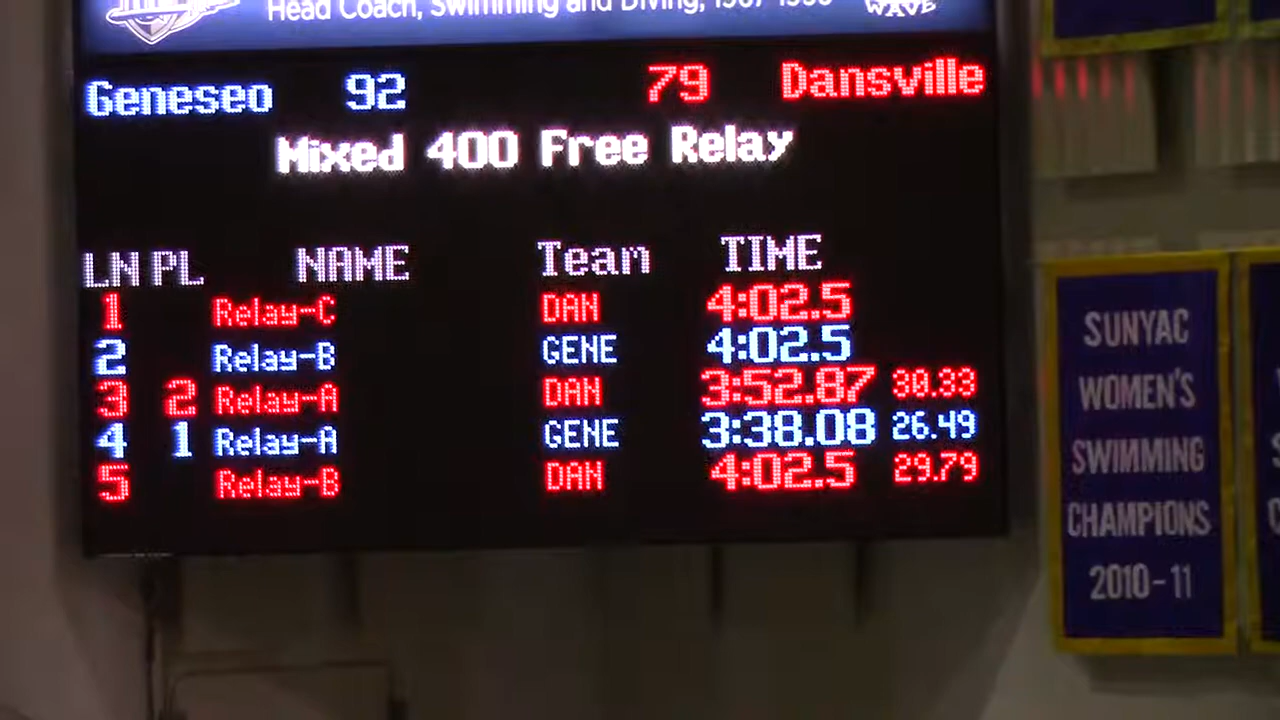 Head Coach, Swimming and Diving,
WAVE
Geneseo 92 79 Dansville
Mixed 400 Free Relay
LN PL NAME Team TIME
1 Relay-C DAN 4:02.5
2 Relay-B GENE 4:02.5
3 2 Relay-A DAN 3:52.87 30.33
4 1 Relay-A GENE 3:38.08 26.49
5 Relay-B DAN 4:02.5 29.79
SUNYAC
WOMEN'S
SWIMMING
CHAMPIONS
2010-11